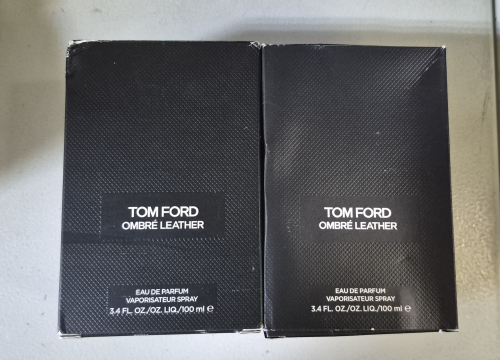 TOM FORD
OMBRÉ LEATHER
EAU DE PARFUM
VAPORISATEUR SPRAY
3.4 FL. OZ./OZ. LIQ./100 ml ℮
TOM FORD
OMBRÉ LEATHER
EAU DE PARFUM
VAPORISATEUR SPRAY
3.4 FL. OZ./OZ. LIQ./100 ml ℮